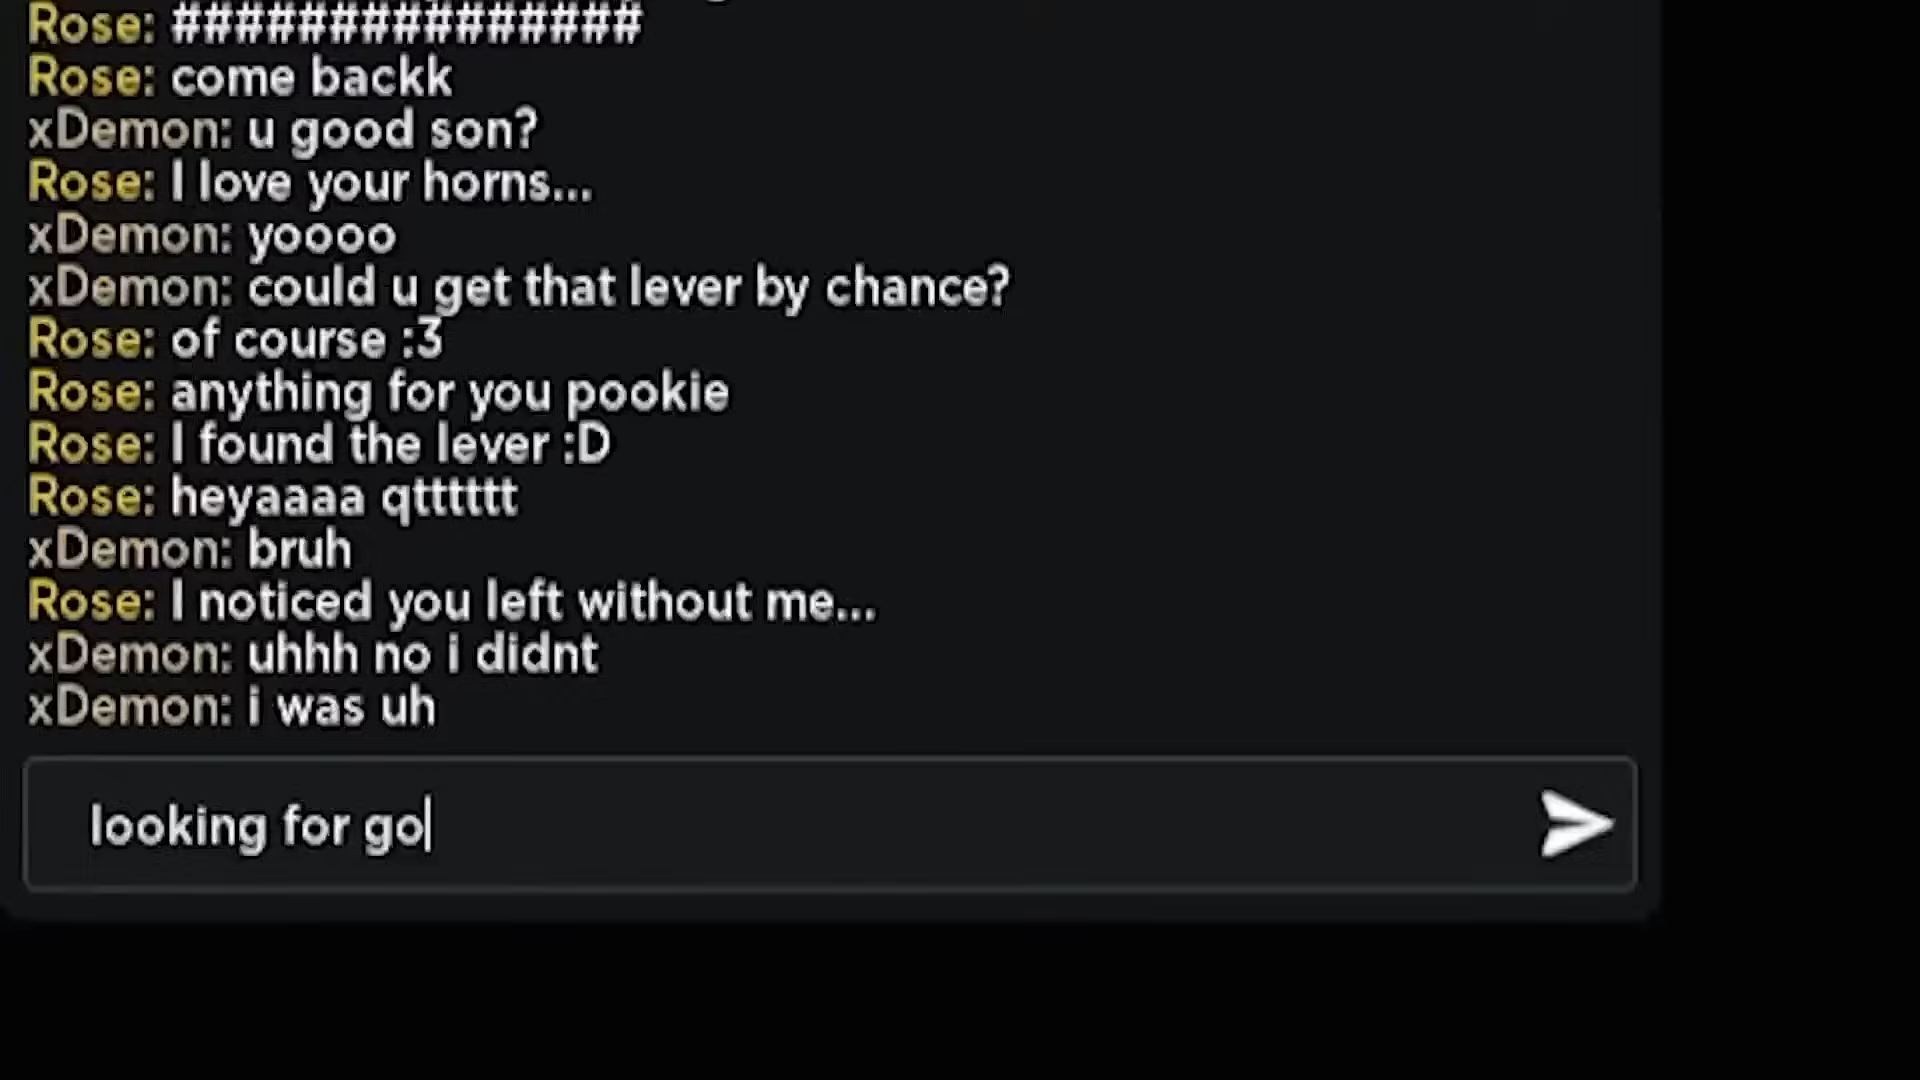 Rose: ###############
Rose: come backk
xDemon: u good son?
Rose: I love your horns...
xDemon: yoooo
xDemon: could u get that lever by chance?
Rose: of course :3
Rose: anything for you pookie
Rose: I found the lever :D
Rose: heyaaaa qtttttt
xDemon: bruh
Rose: I noticed you left without me...
xDemon: uhhh no i didnt
xDemon: i was uh
looking for go